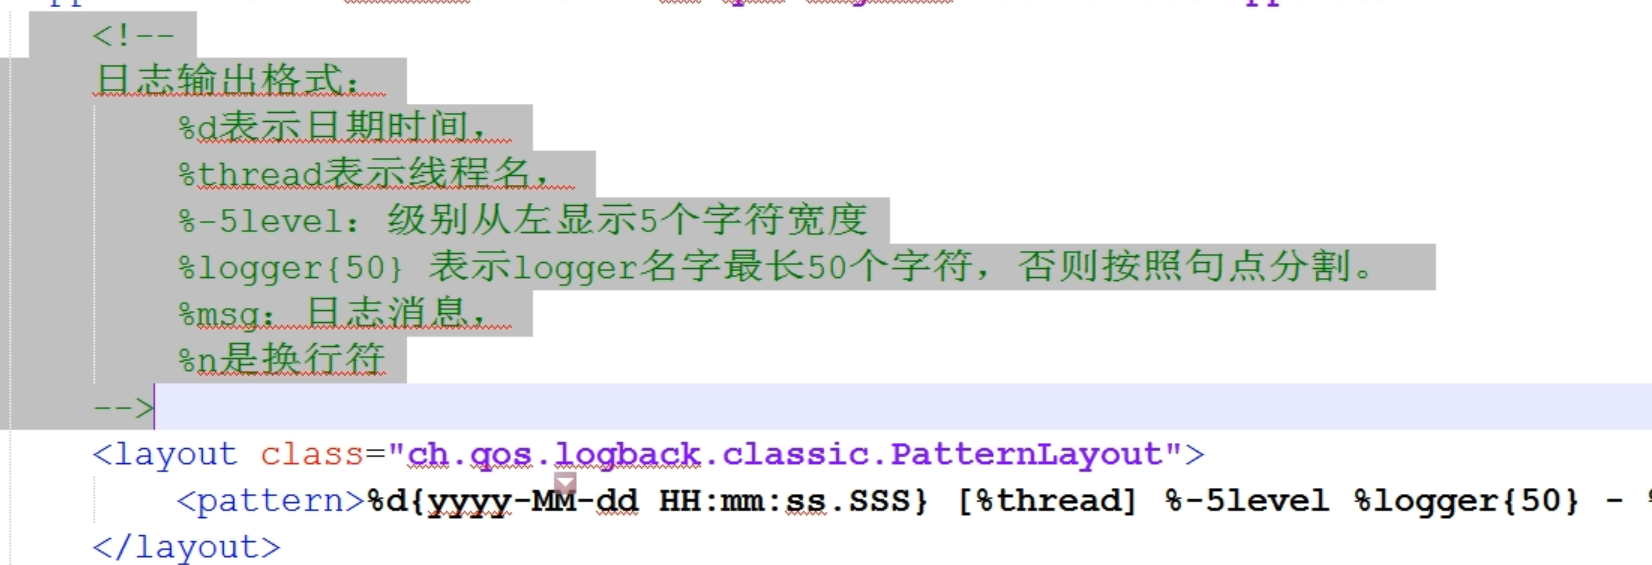 <!--
日志输出格式：
%d表示日期时间，
%thread表示线程名，
%-5level：级别从左显示5个字符宽度
%logger{50} 表示logger名字最长50个字符，否则按照句点分割。
%msg：日志消息，
%n是换行符
-->
<layout class="ch.qos.logback.classic.PatternLayout">
<pattern>%d{yyyy-MM-dd HH:mm:ss.SSS} [%thread] %-5level %logger{50} -
</layout>